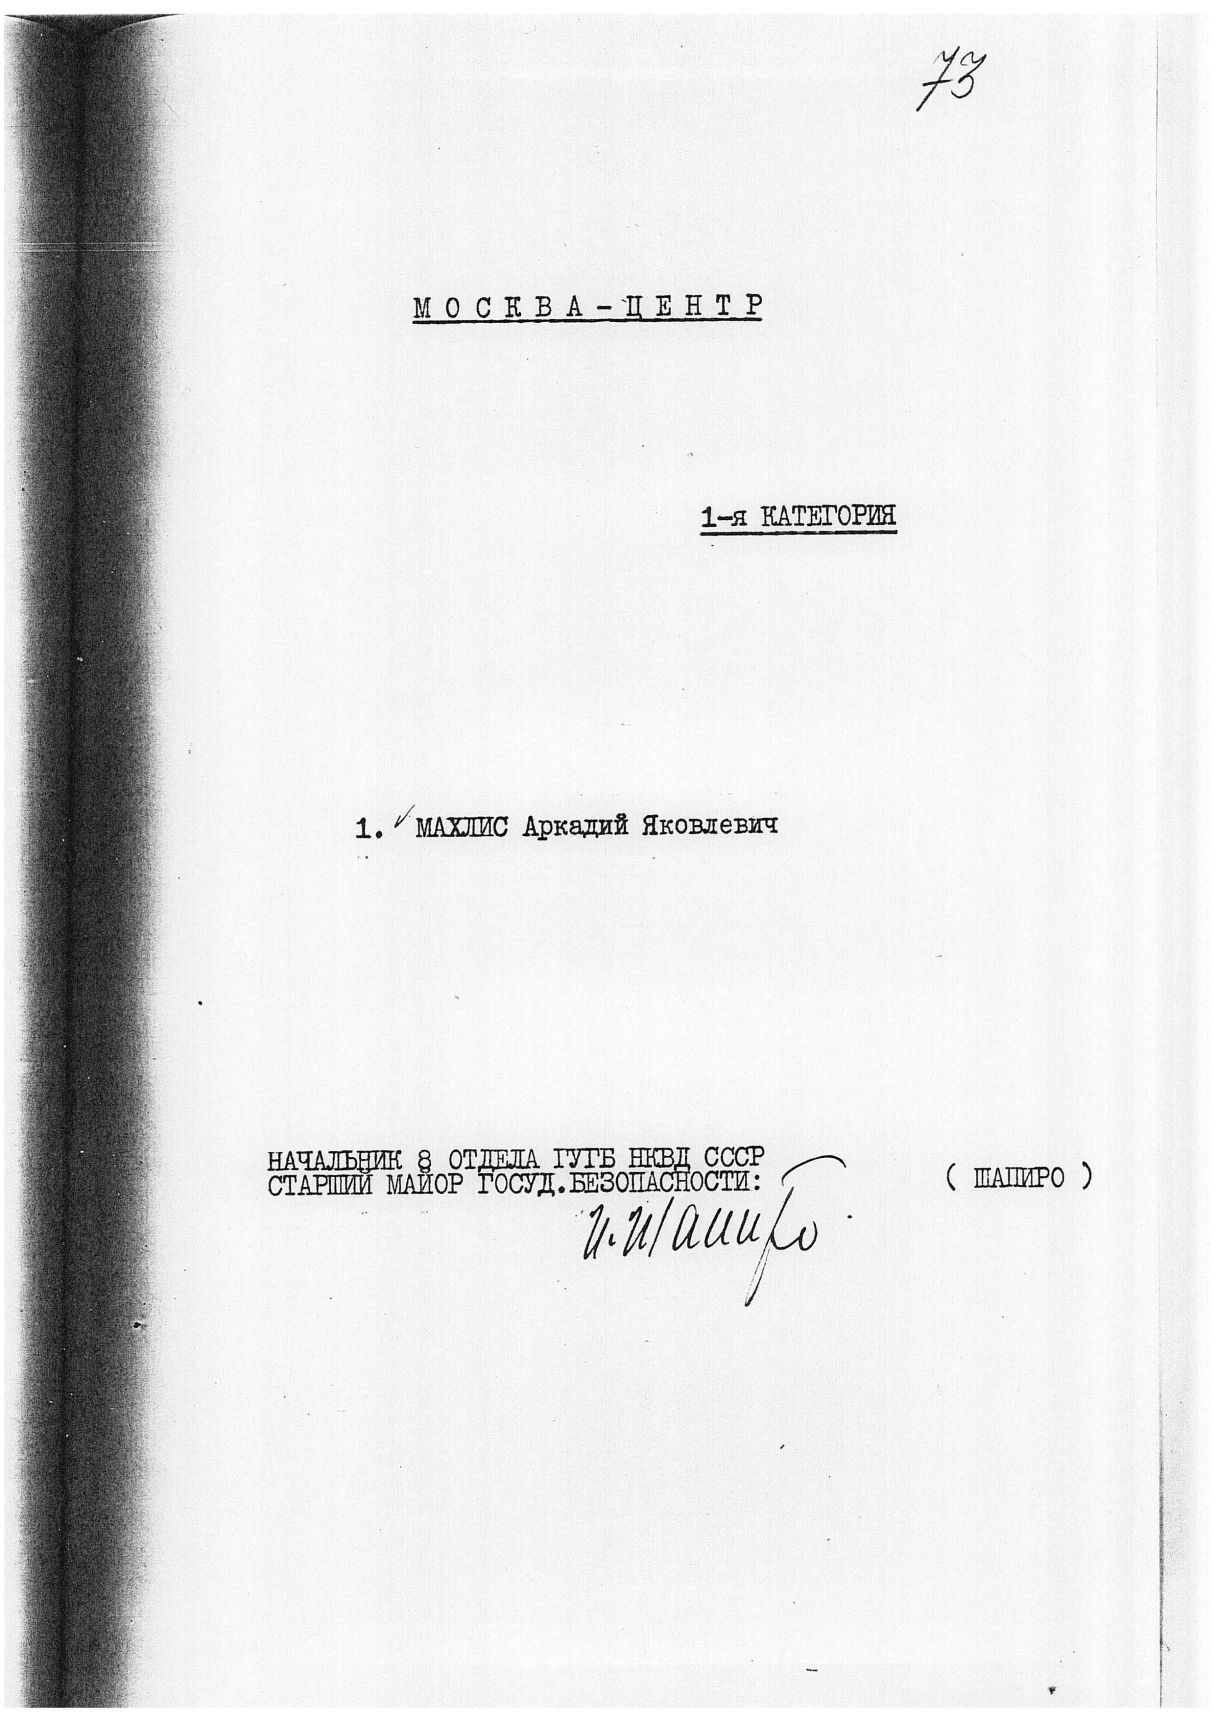 73
МОСКВА-ЦЕНТР
1-я КАТЕГОРИЯ
1. ✓ МАХЛИС Аркадий Яковлевич
НАЧАЛЬНИК 8 ОТДЕЛА ГУГБ НКВД СССР
СТАРШИЙ МАЙОР ГОСУД.БЕЗОПАСНОСТИ: ( ШАПИРО )
И. Шапиро